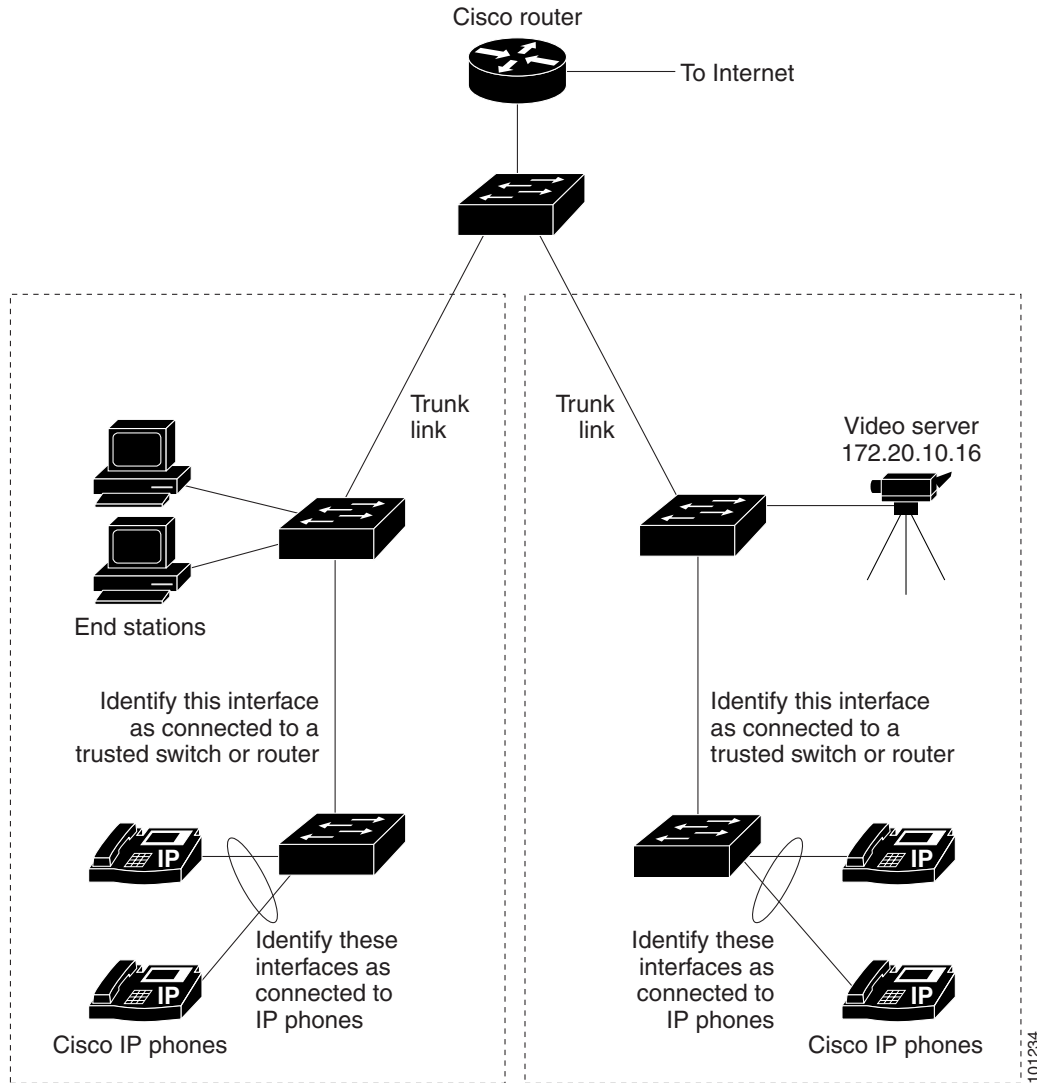 Cisco router
To Internet
Trunk
link
Trunk
link
Video server
172.20.10.16
End stations
Identify this interface
as connected to a
trusted switch or router
Identify this interface
as connected to a
trusted switch or router
IP
IP
Identify these
interfaces as
connected to
IP phones
Identify these
interfaces as
connected to
IP phones
IP
IP
Cisco IP phones
Cisco IP phones
101234